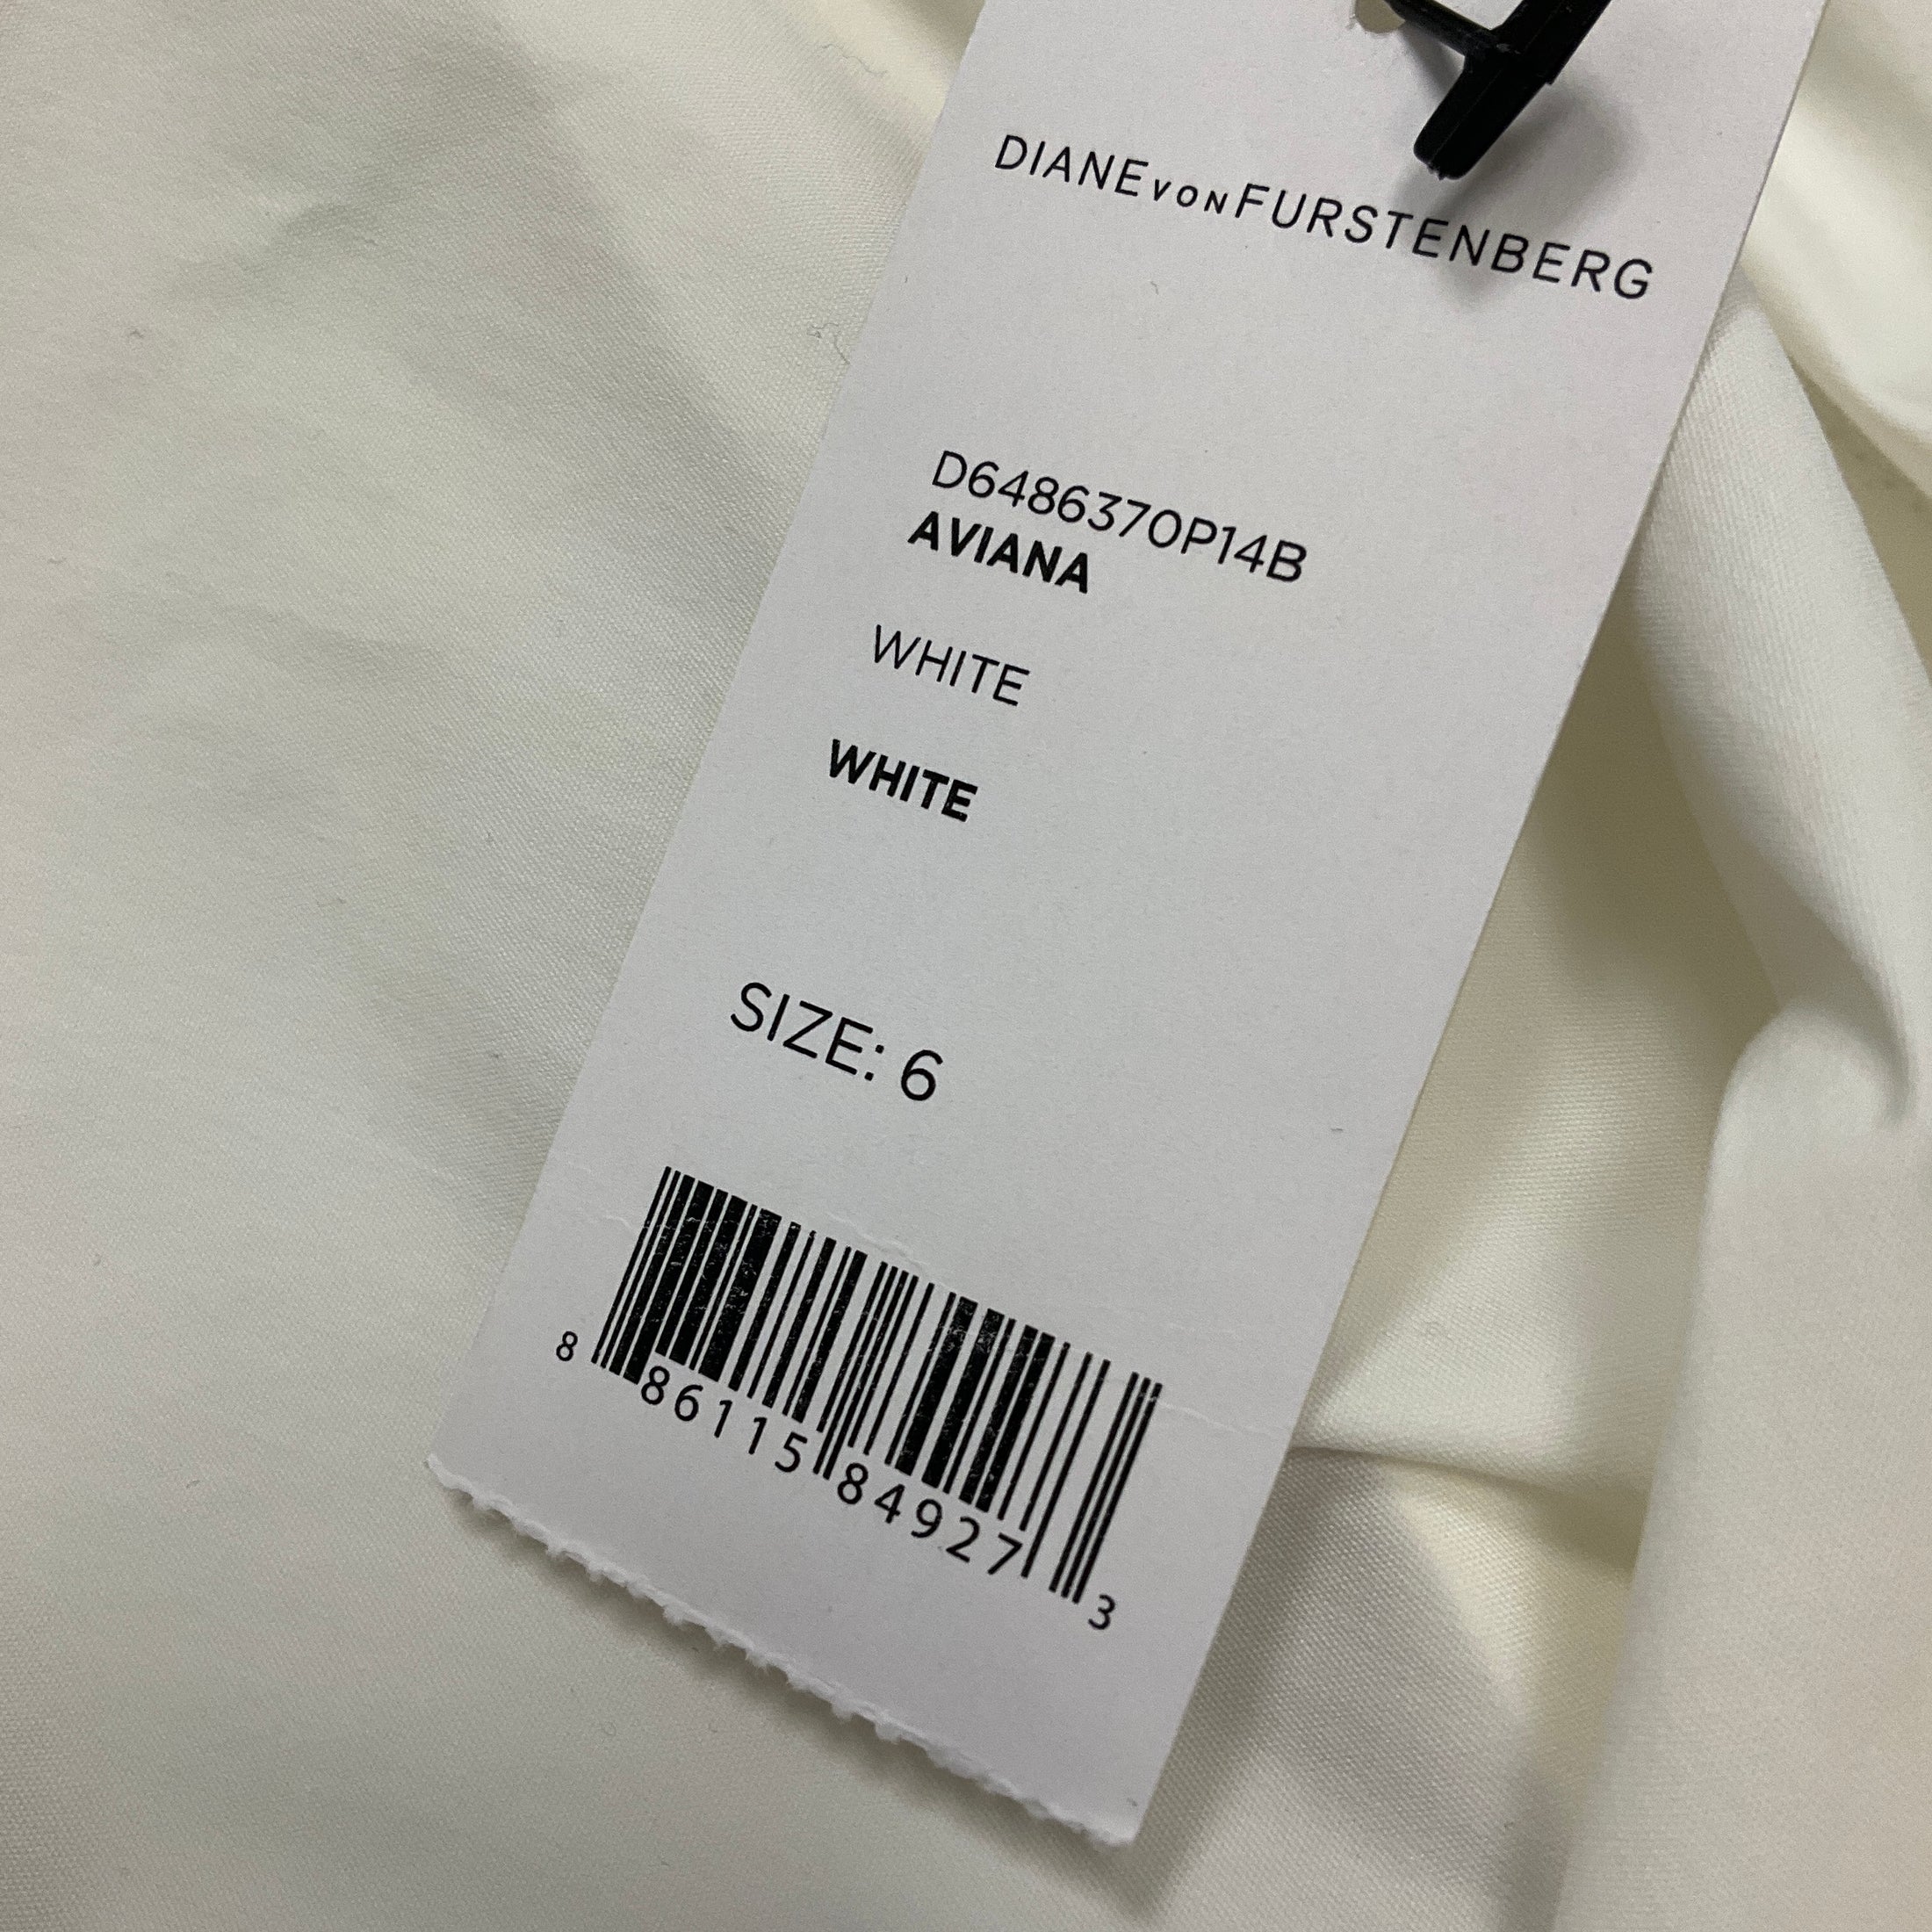 DIANE VON FURSTENBERG
D6486370P14B
AVIANA
WHITE
WHITE
SIZE: 6
8 86115 84927 3